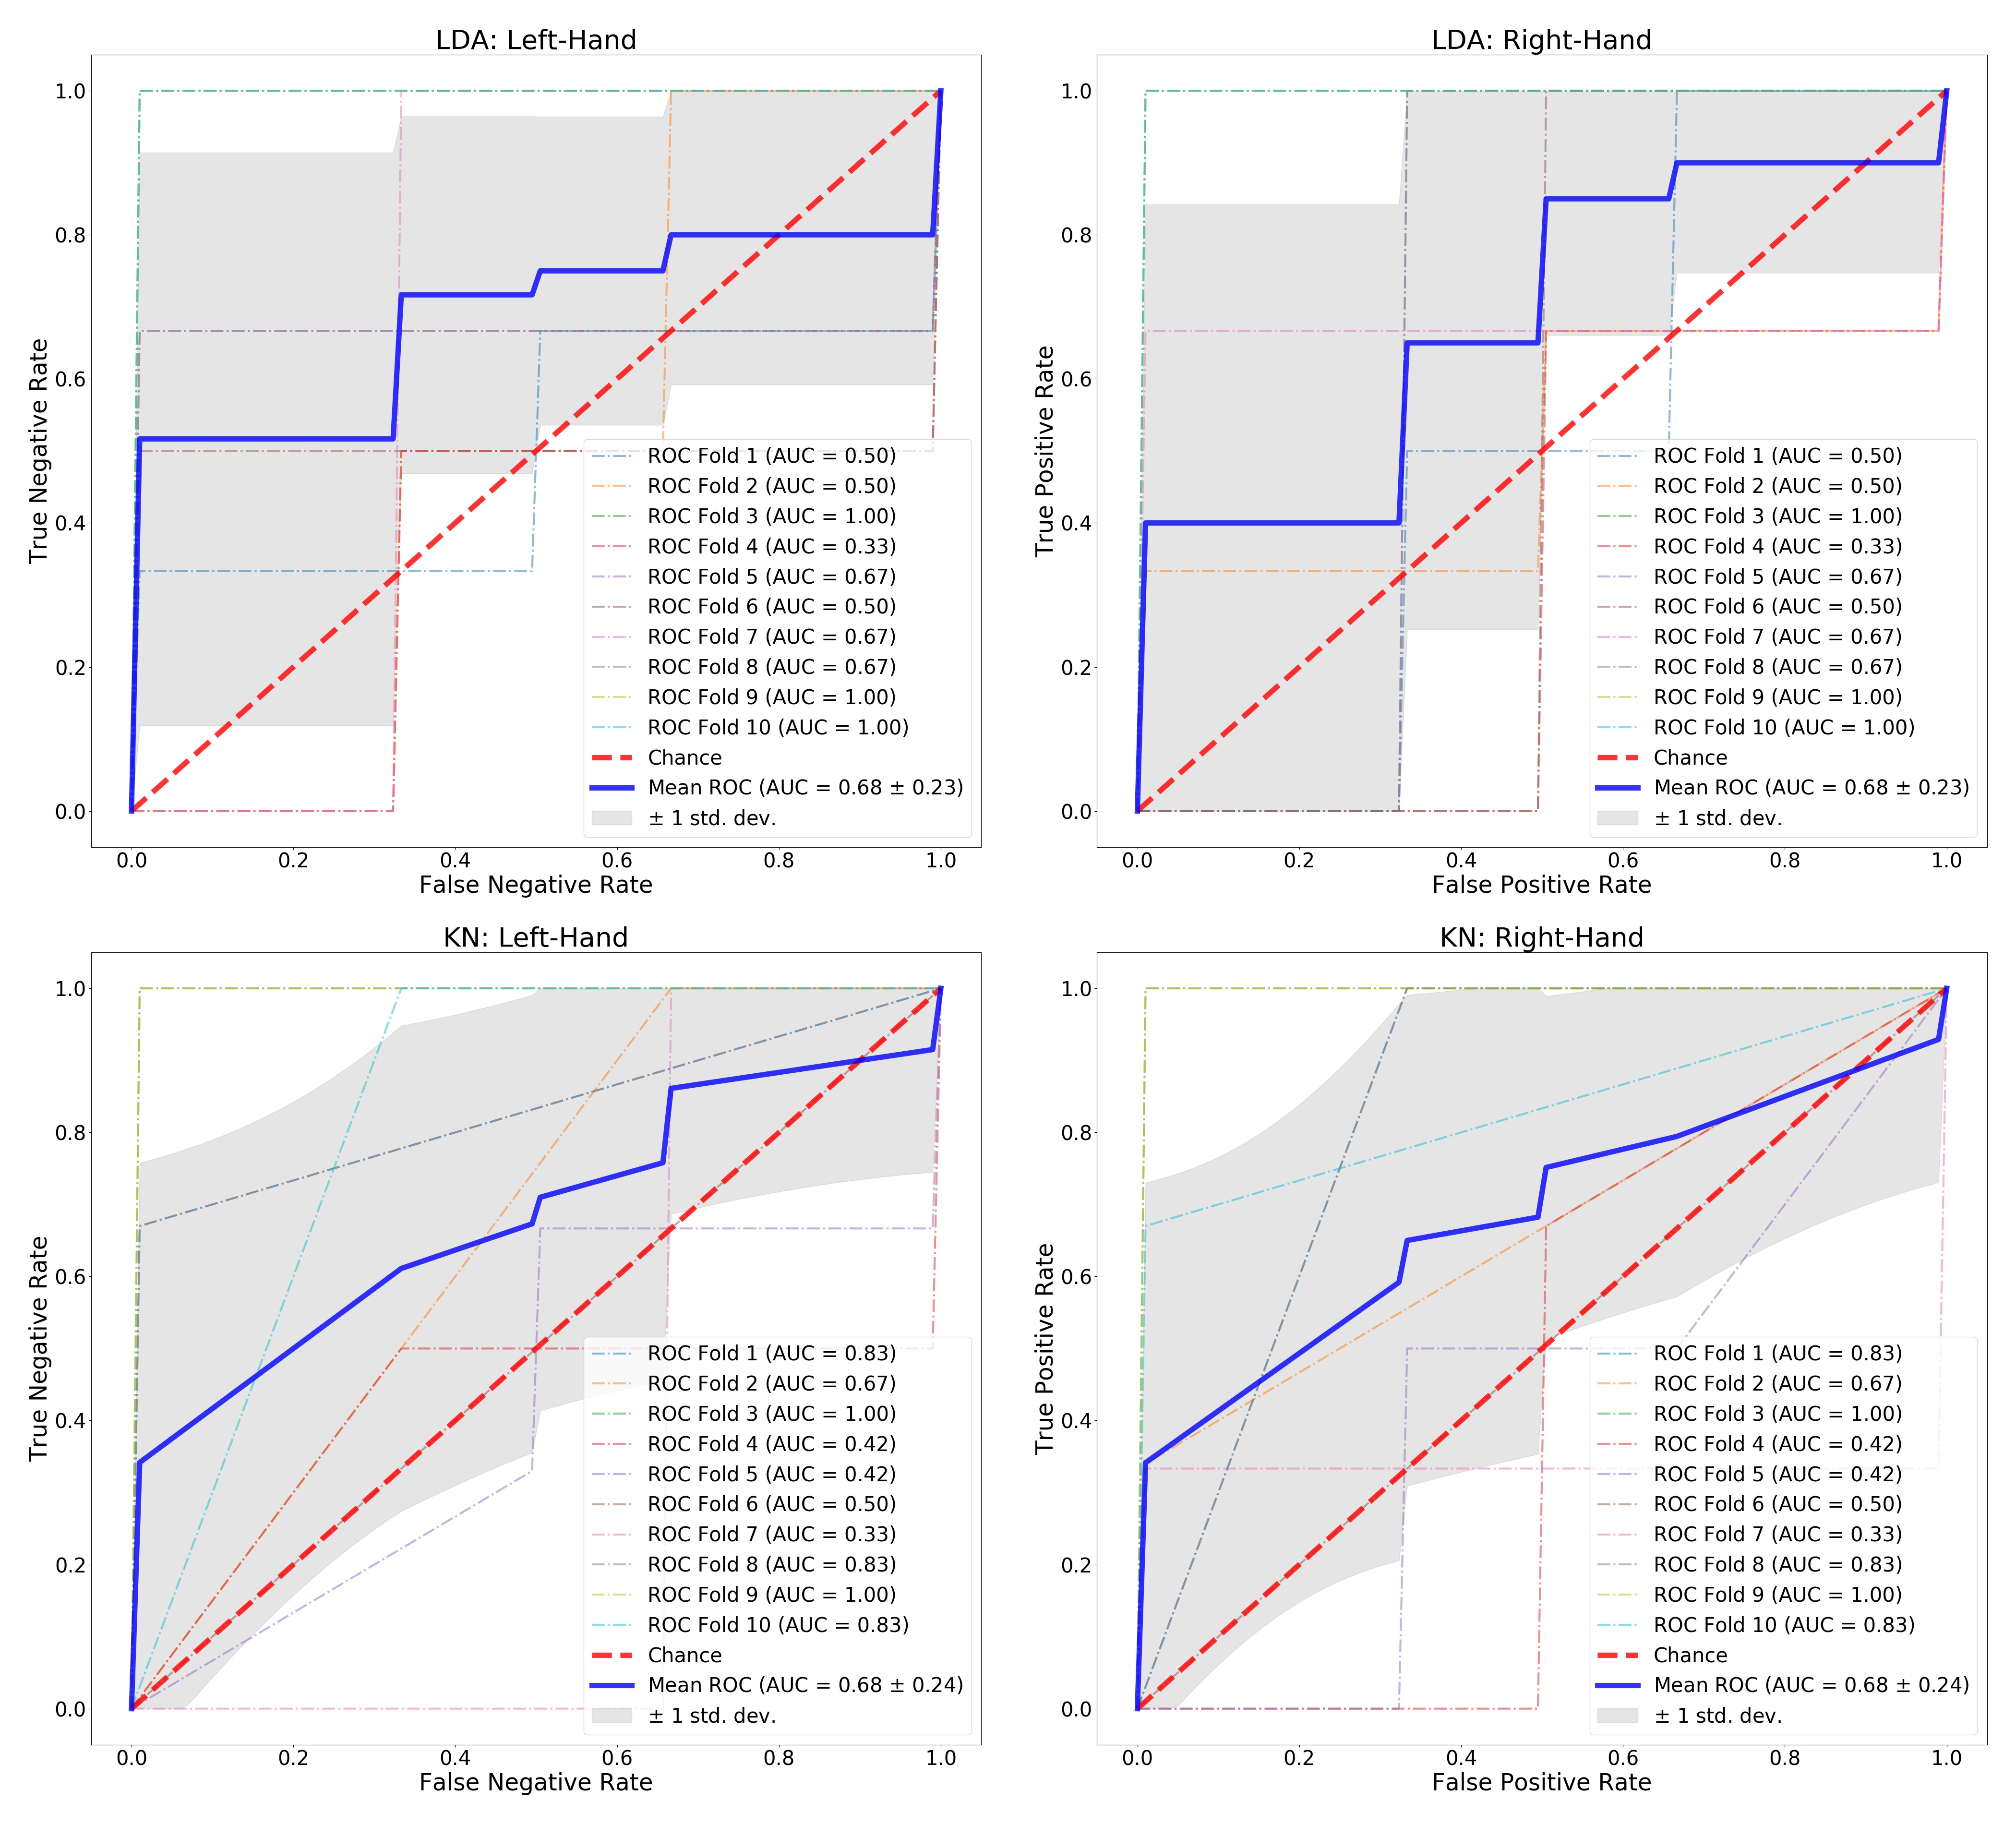 LDA: Left-Hand
True Negative Rate
1.0
0.8
0.6
0.4
0.2
0.0
ROC Fold 1 (AUC = 0.50)
ROC Fold 2 (AUC = 0.50)
ROC Fold 3 (AUC = 1.00)
ROC Fold 4 (AUC = 0.33)
ROC Fold 5 (AUC = 0.67)
ROC Fold 6 (AUC = 0.50)
ROC Fold 7 (AUC = 0.67)
ROC Fold 8 (AUC = 0.67)
ROC Fold 9 (AUC = 1.00)
ROC Fold 10 (AUC = 1.00)
Chance
Mean ROC (AUC = 0.68 ± 0.23)
± 1 std. dev.
0.0 0.2 0.4 0.6 0.8 1.0
False Negative Rate
LDA: Right-Hand
True Positive Rate
1.0
0.8
0.6
0.4
0.2
0.0
ROC Fold 1 (AUC = 0.50)
ROC Fold 2 (AUC = 0.50)
ROC Fold 3 (AUC = 1.00)
ROC Fold 4 (AUC = 0.33)
ROC Fold 5 (AUC = 0.67)
ROC Fold 6 (AUC = 0.50)
ROC Fold 7 (AUC = 0.67)
ROC Fold 8 (AUC = 0.67)
ROC Fold 9 (AUC = 1.00)
ROC Fold 10 (AUC = 1.00)
Chance
Mean ROC (AUC = 0.68 ± 0.23)
± 1 std. dev.
0.0 0.2 0.4 0.6 0.8 1.0
False Positive Rate
KN: Left-Hand
True Negative Rate
1.0
0.8
0.6
0.4
0.2
0.0
ROC Fold 1 (AUC = 0.83)
ROC Fold 2 (AUC = 0.67)
ROC Fold 3 (AUC = 1.00)
ROC Fold 4 (AUC = 0.42)
ROC Fold 5 (AUC = 0.42)
ROC Fold 6 (AUC = 0.50)
ROC Fold 7 (AUC = 0.33)
ROC Fold 8 (AUC = 0.83)
ROC Fold 9 (AUC = 1.00)
ROC Fold 10 (AUC = 0.83)
Chance
Mean ROC (AUC = 0.68 ± 0.24)
± 1 std. dev.
0.0 0.2 0.4 0.6 0.8 1.0
False Negative Rate
KN: Right-Hand
True Positive Rate
1.0
0.8
0.6
0.4
0.2
0.0
ROC Fold 1 (AUC = 0.83)
ROC Fold 2 (AUC = 0.67)
ROC Fold 3 (AUC = 1.00)
ROC Fold 4 (AUC = 0.42)
ROC Fold 5 (AUC = 0.42)
ROC Fold 6 (AUC = 0.50)
ROC Fold 7 (AUC = 0.33)
ROC Fold 8 (AUC = 0.83)
ROC Fold 9 (AUC = 1.00)
ROC Fold 10 (AUC = 0.83)
Chance
Mean ROC (AUC = 0.68 ± 0.24)
± 1 std. dev.
0.0 0.2 0.4 0.6 0.8 1.0
False Positive Rate